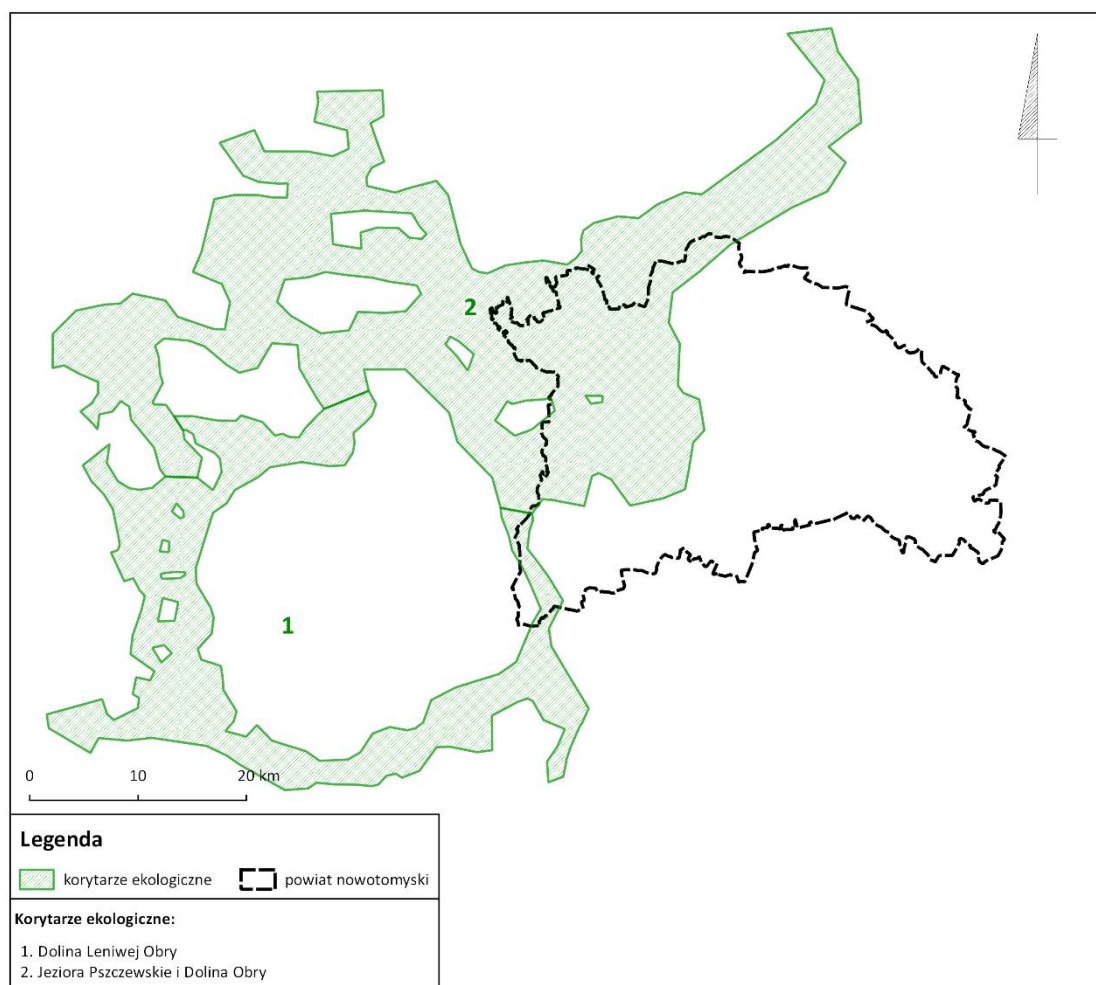 2
1
0 10 20 km
Legenda
korytarze ekologiczne powiat nowotomyski
Korytarze ekologiczne:
1. Dolina Leniwej Obry
2. Jeziora Pszczewskie i Dolina Obry